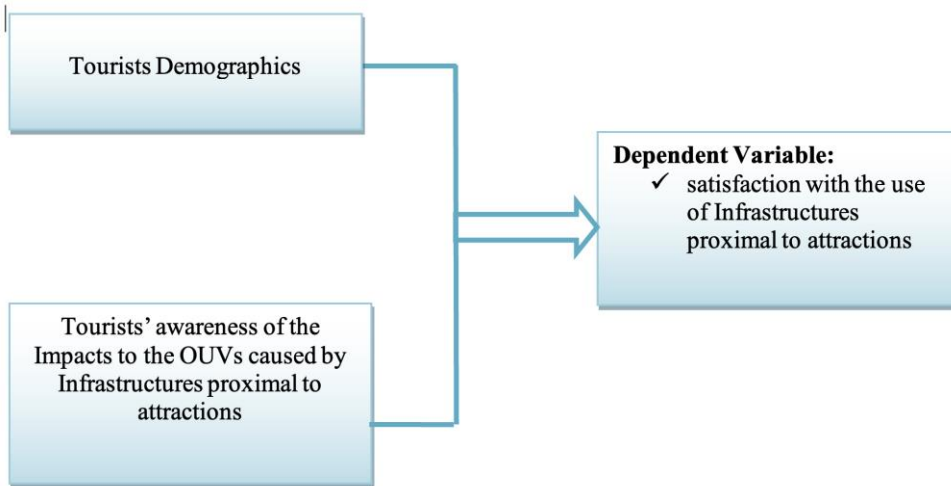 Tourists Demographics
Tourists’ awareness of the
Impacts to the OUVs caused by
Infrastructures proximal to
attractions
Dependent Variable:
✓ satisfaction with the use
of Infrastructures
proximal to attractions